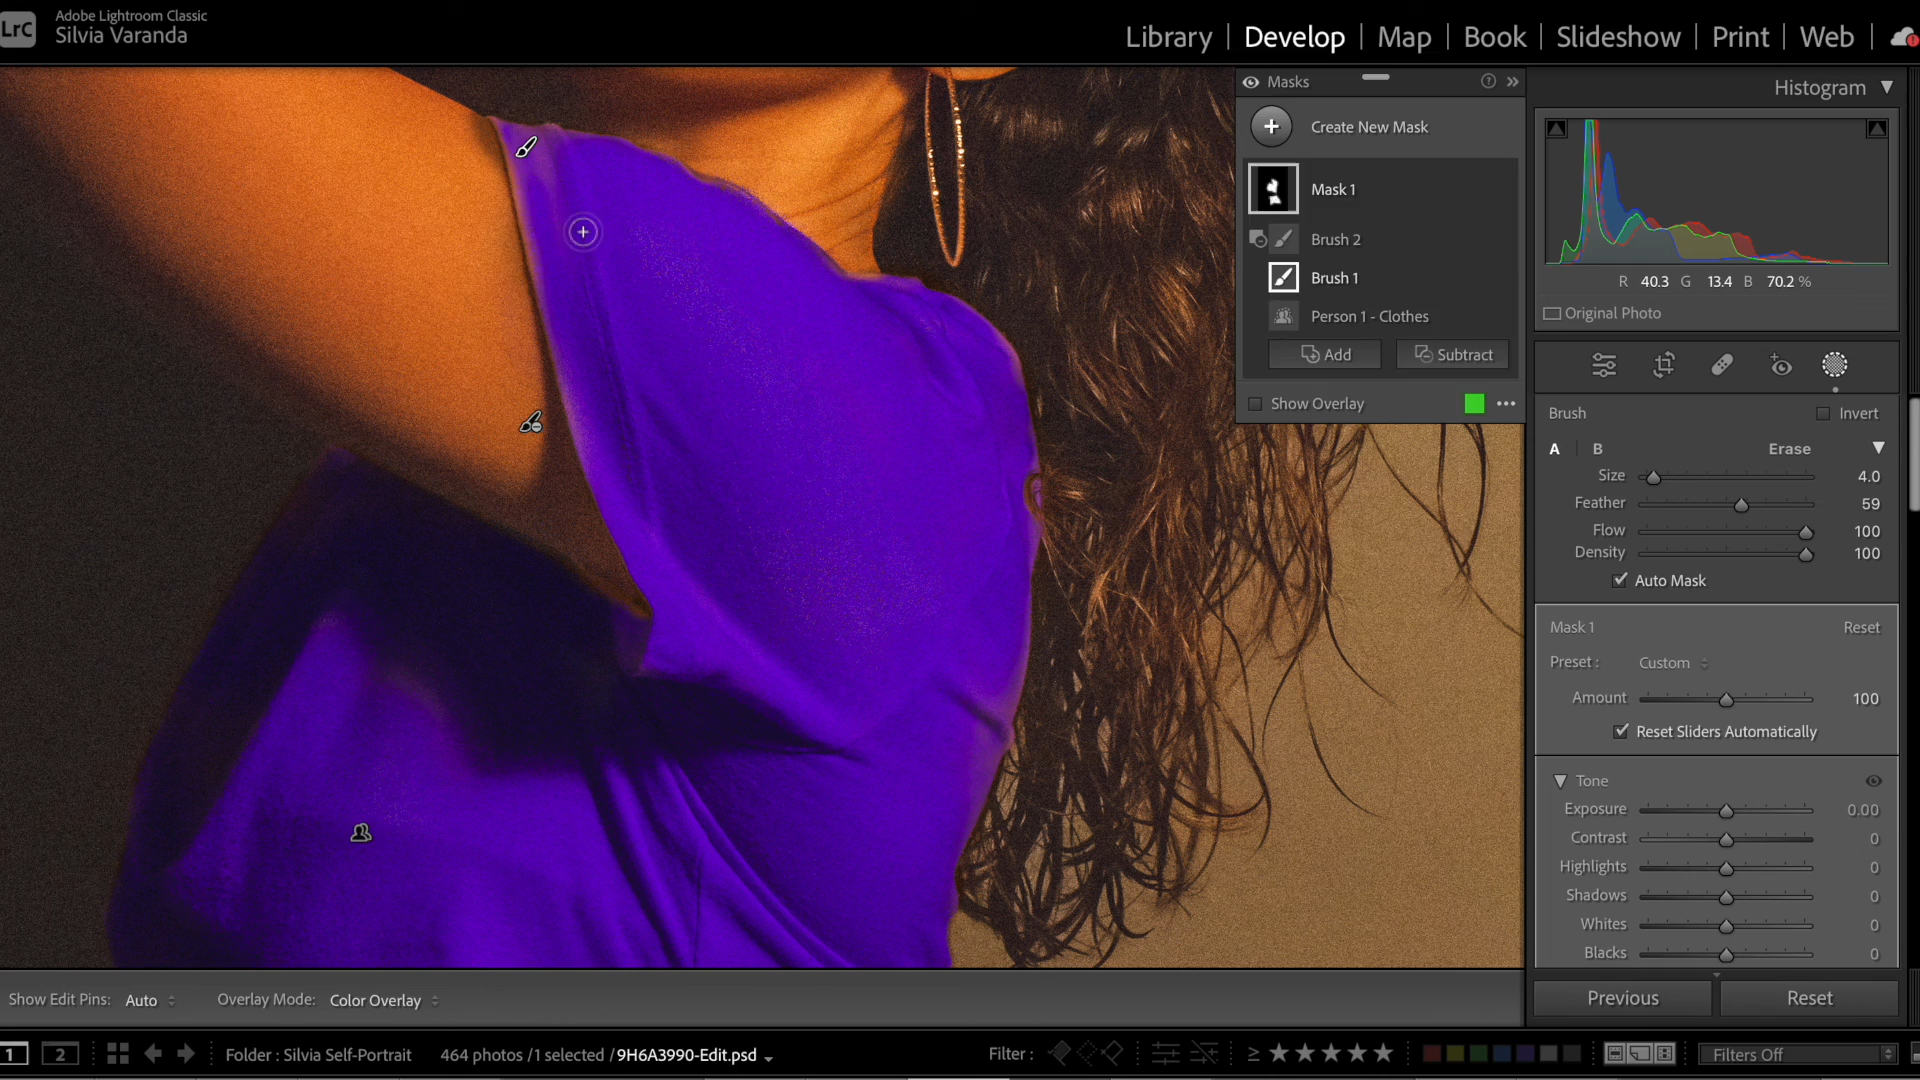 LrC
Adobe Lightroom Classic
Silvia Varanda
Library | Develop | Map | Book | Slideshow | Print | Web
Masks
Create New Mask
Mask 1
Brush 2
Brush 1
Person 1 - Clothes
Add
Subtract
Show Overlay
Histogram
R 40.3 G 13.4 B 70.2 %
Original Photo
Brush
Invert
A B Erase
Size 4.0
Feather 59
Flow 100
Density 100
Auto Mask
Mask 1 Reset
Preset : Custom
Amount 100
Reset Sliders Automatically
Tone
Exposure 0.00
Contrast 0
Highlights 0
Shadows 0
Whites 0
Blacks 0
Previous Reset
Show Edit Pins: Auto Overlay Mode: Color Overlay
1 2 Folder : Silvia Self-Portrait 464 photos /1 selected /9H6A3990-Edit.psd Filter : ≥ ★★★★★ Filters Off